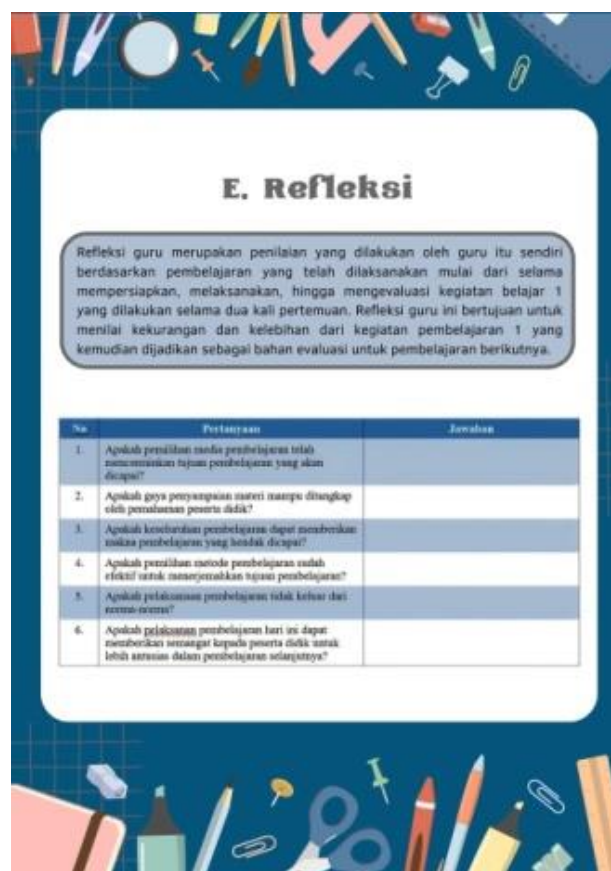 E. Refleksi
Refleksi guru merupakan penilaian yang dilakukan oleh guru itu sendiri
berdasarkan pembelajaran yang telah dilaksanakan mulai dari selama
mempersiapkan, melaksanakan, hingga mengevaluasi kegiatan belajar 1
yang dilakukan selama dua kali pertemuan. Refleksi guru ini bertujuan untuk
menilai kekurangan dan kelebihan dari kegiatan pembelajaran 1 yang
kemudian dijadikan sebagai bahan evaluasi untuk pembelajaran berikutnya.
No Pertanyaan Jawaban
1. Apakah pemilihan media pembelajaran telah
mencerminkan tujuan pembelajaran yang akan
dicapai?
2. Apakah gaya penyampaian materi mampu ditangkap
oleh pemahaman peserta didik?
3. Apakah keseluruhan pembelajaran dapat memberikan
makna pembelajaran yang hendak dicapai?
4. Apakah pemilihan metode pembelajaran sudah
efektif untuk menerjemahkan tujuan pembelajaran?
5. Apakah pelaksanaan pembelajaran tidak keluar dari
norma-norma?
6. Apakah pelaksanan pembelajaran hari ini dapat
memberikan semangat kepada peserta didik untuk
lebih antusias dalam pembelajaran selanjutnya?